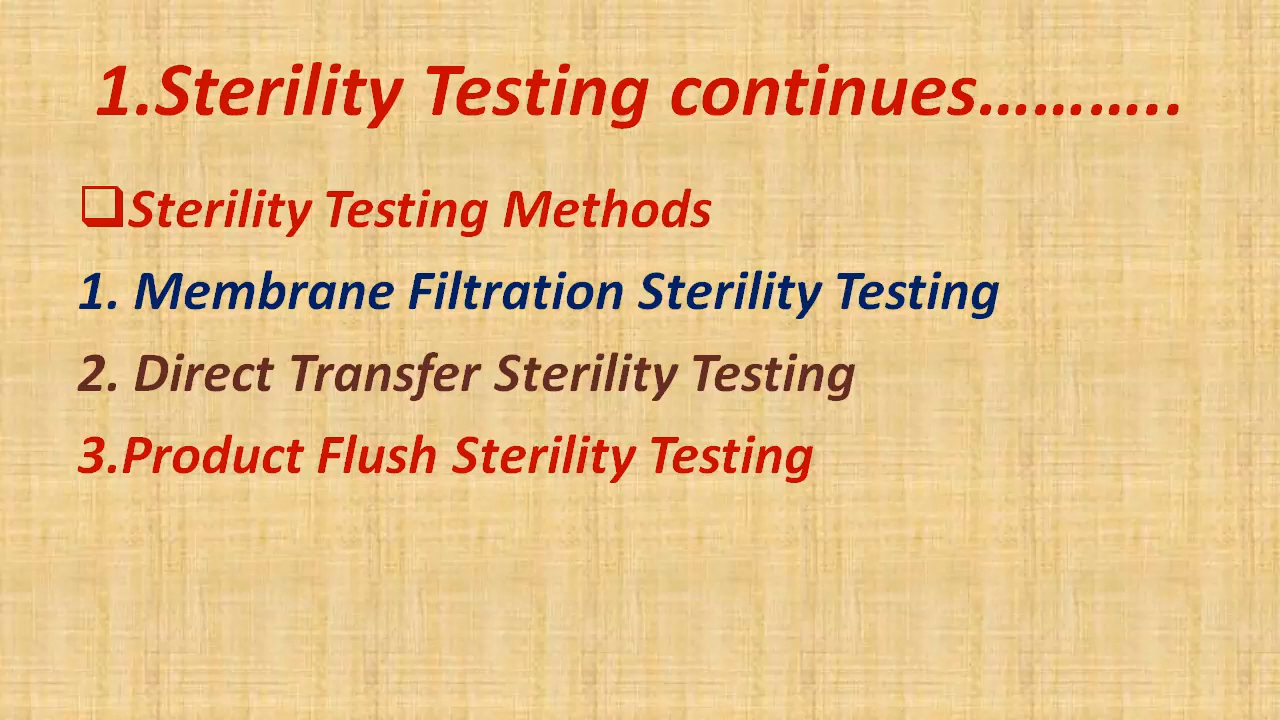 1.Sterility Testing continues………..
❑Sterility Testing Methods
1. Membrane Filtration Sterility Testing
2. Direct Transfer Sterility Testing
3.Product Flush Sterility Testing